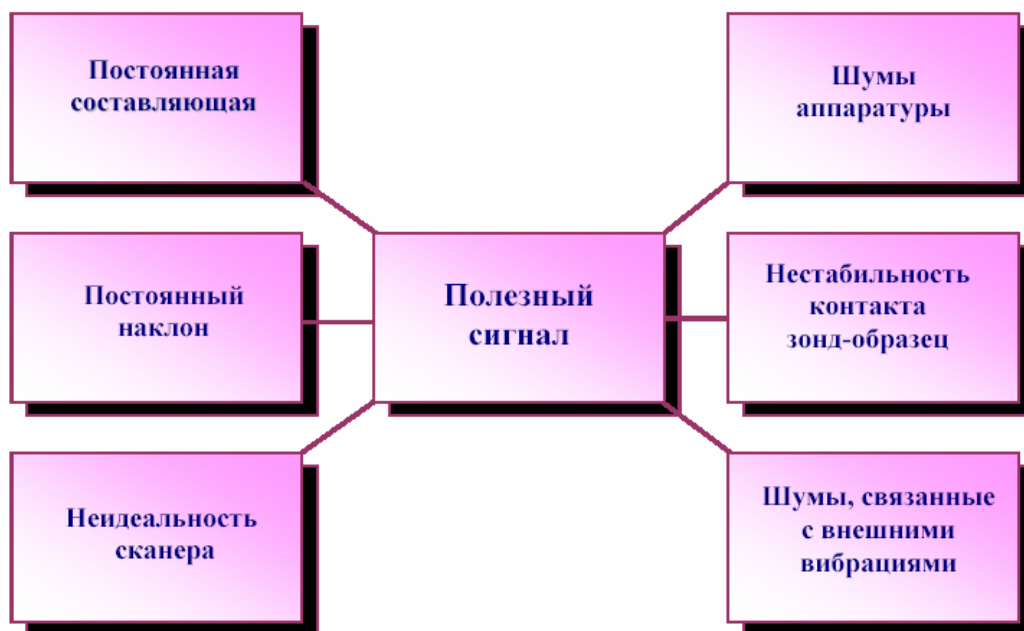 Постоянная
составляющая
Шумы
аппаратуры
Постоянный
наклон
Полезный
сигнал
Нестабильность
контакта
зонд-образец
Неидеальность
сканера
Шумы, связанные
с внешними
вибрациями